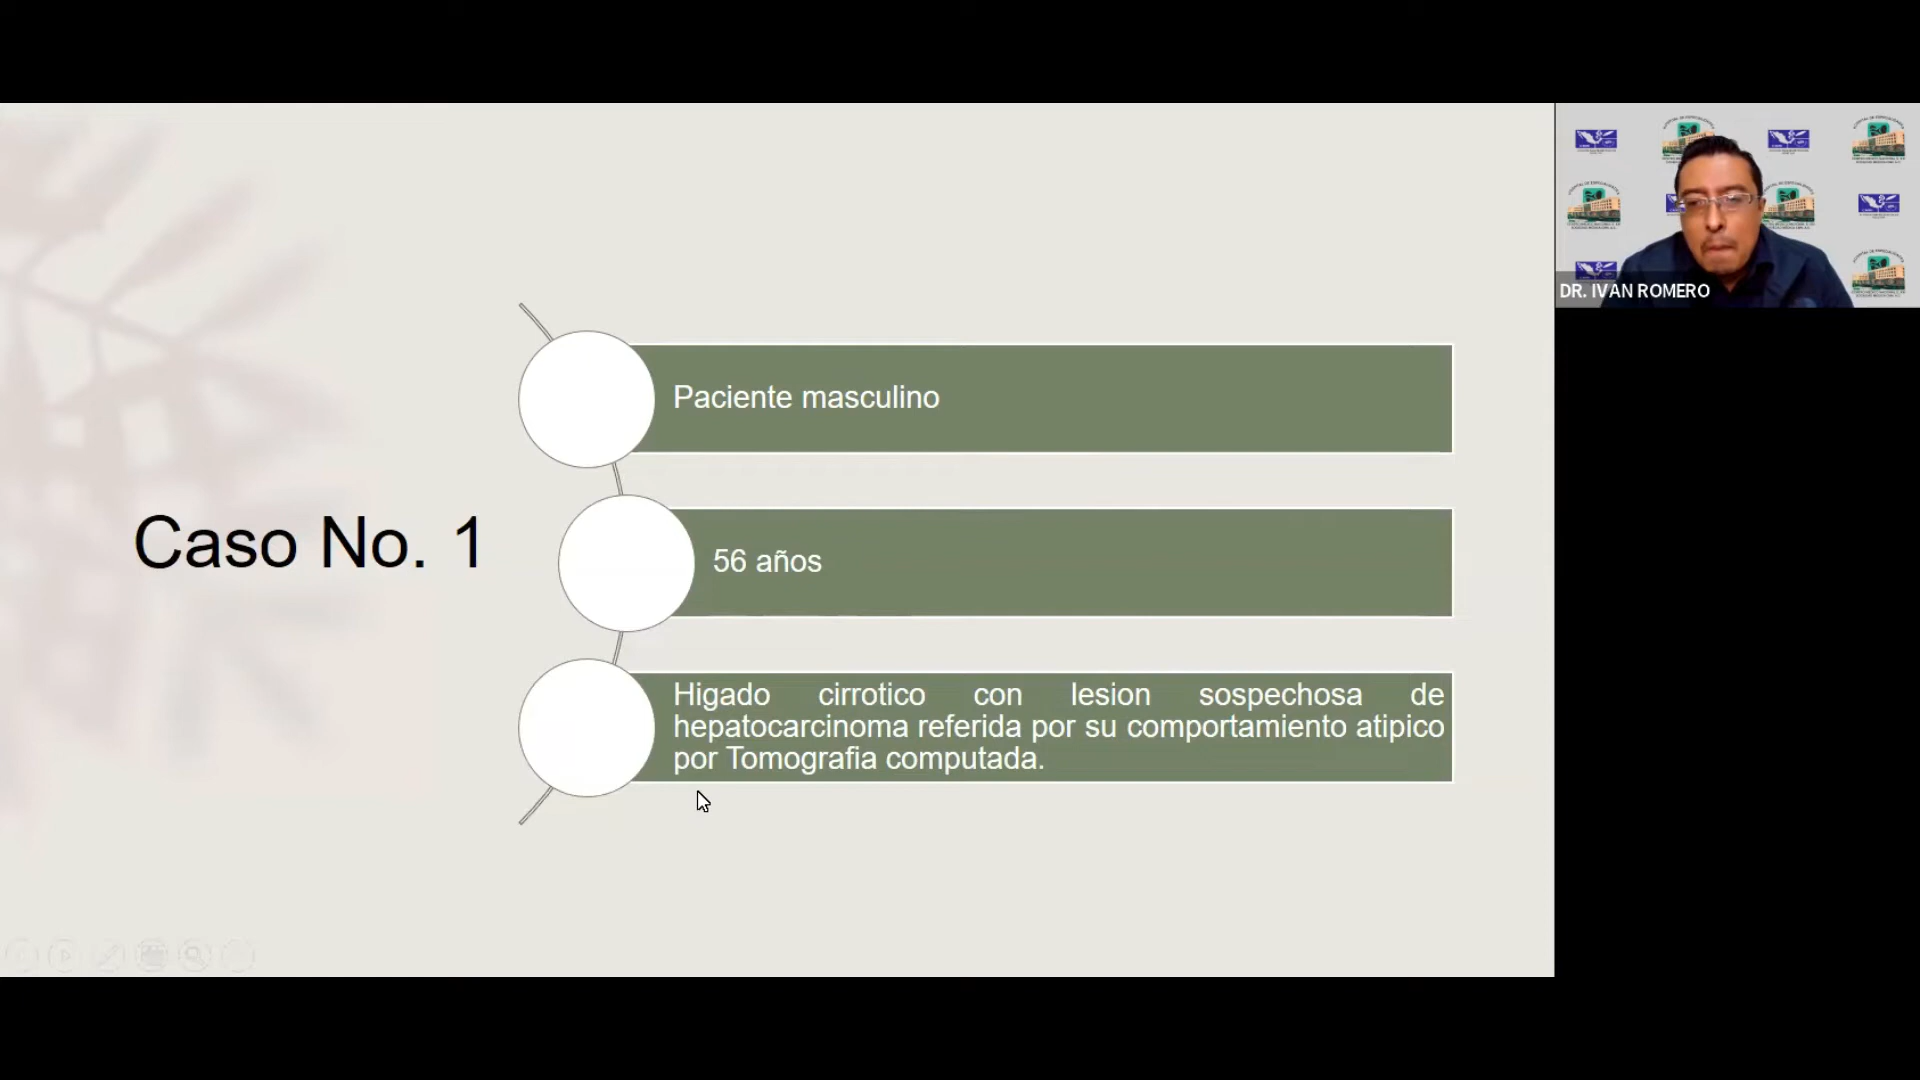 Caso No. 1
Paciente masculino
56 años
Higado cirrotico con lesion sospechosa de
hepatocarcinoma referida por su comportamiento atipico
por Tomografia computada.
DR. IVAN ROMERO